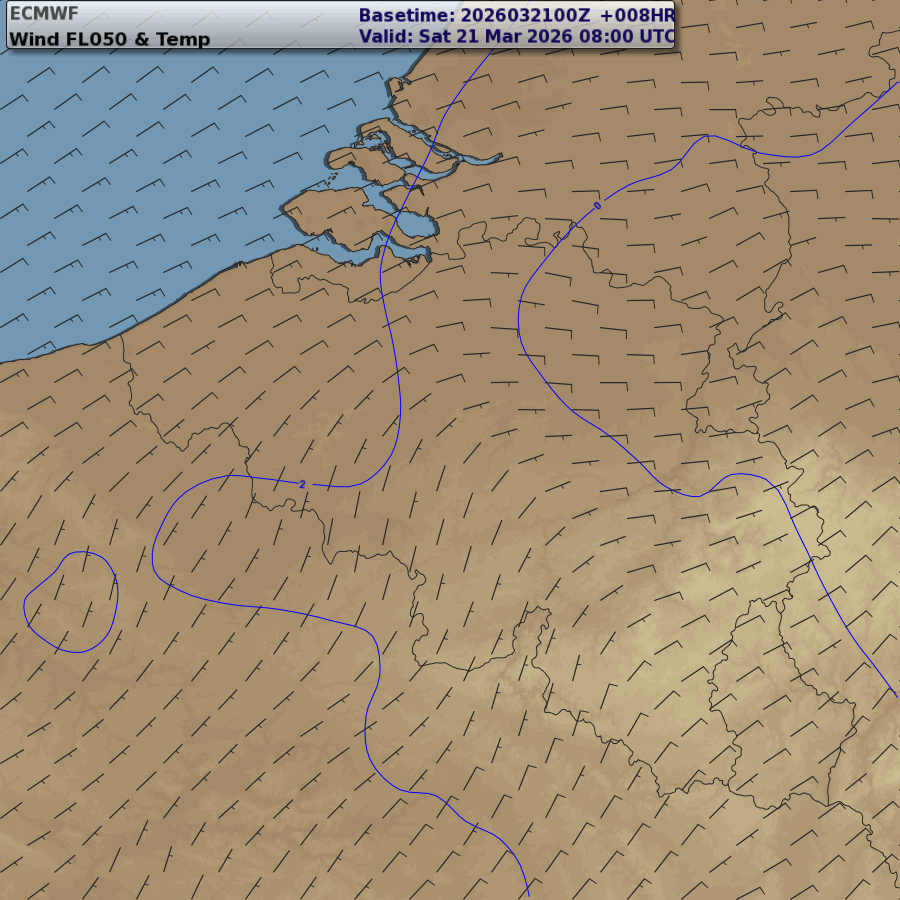 ECMWF
Basetime: 2026032100Z +008HR
Wind FL050 & Temp
Valid: Sat 21 Mar 2026 08:00 UTC
0
2